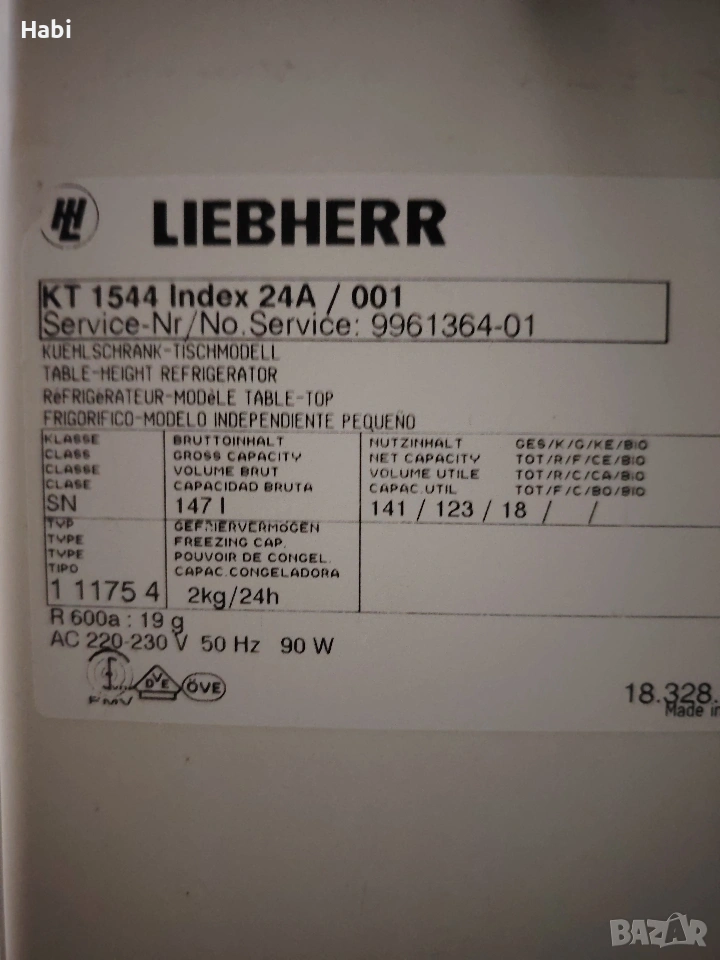 Habi
LIEBHERR
KT 1544 Index 24A / 001
Service-Nr/No.Service: 9961364-01
KUEHLSCHRANK-TISCHMODELL
TABLE-HEIGHT REFRIGERATOR
RéFRIGéRATEUR-MODèLE TABLE-TOP
FRIGORIFICO-MODELO INDEPENDIENTE PEQUEÑO
KLASSE BRUTTOINHALT NUTZINHALT GES/K/G/KE/BIO
CLASS GROSS CAPACITY NET CAPACITY TOT/R/F/CE/BIO
CLASSE VOLUME BRUT VOLUME UTILE TOT/R/C/CA/BIO
CLASE CAPACIDAD BRUTA CAPAC.UTIL TOT/F/C/BO/BIO
SN 147 l 141 / 123 / 18 / /
TYP GEFRIERVERMÖGEN
TYPE FREEZING CAP.
TYPE POUVOIR DE CONGEL.
TIPO CAPAC.CONGELADORA
1 1175 4 2kg/24h
R 600a : 19 g
AC 220-230 V 50 Hz 90 W
EMV DVE ÖVE
18.328.
Made in
BAZAR